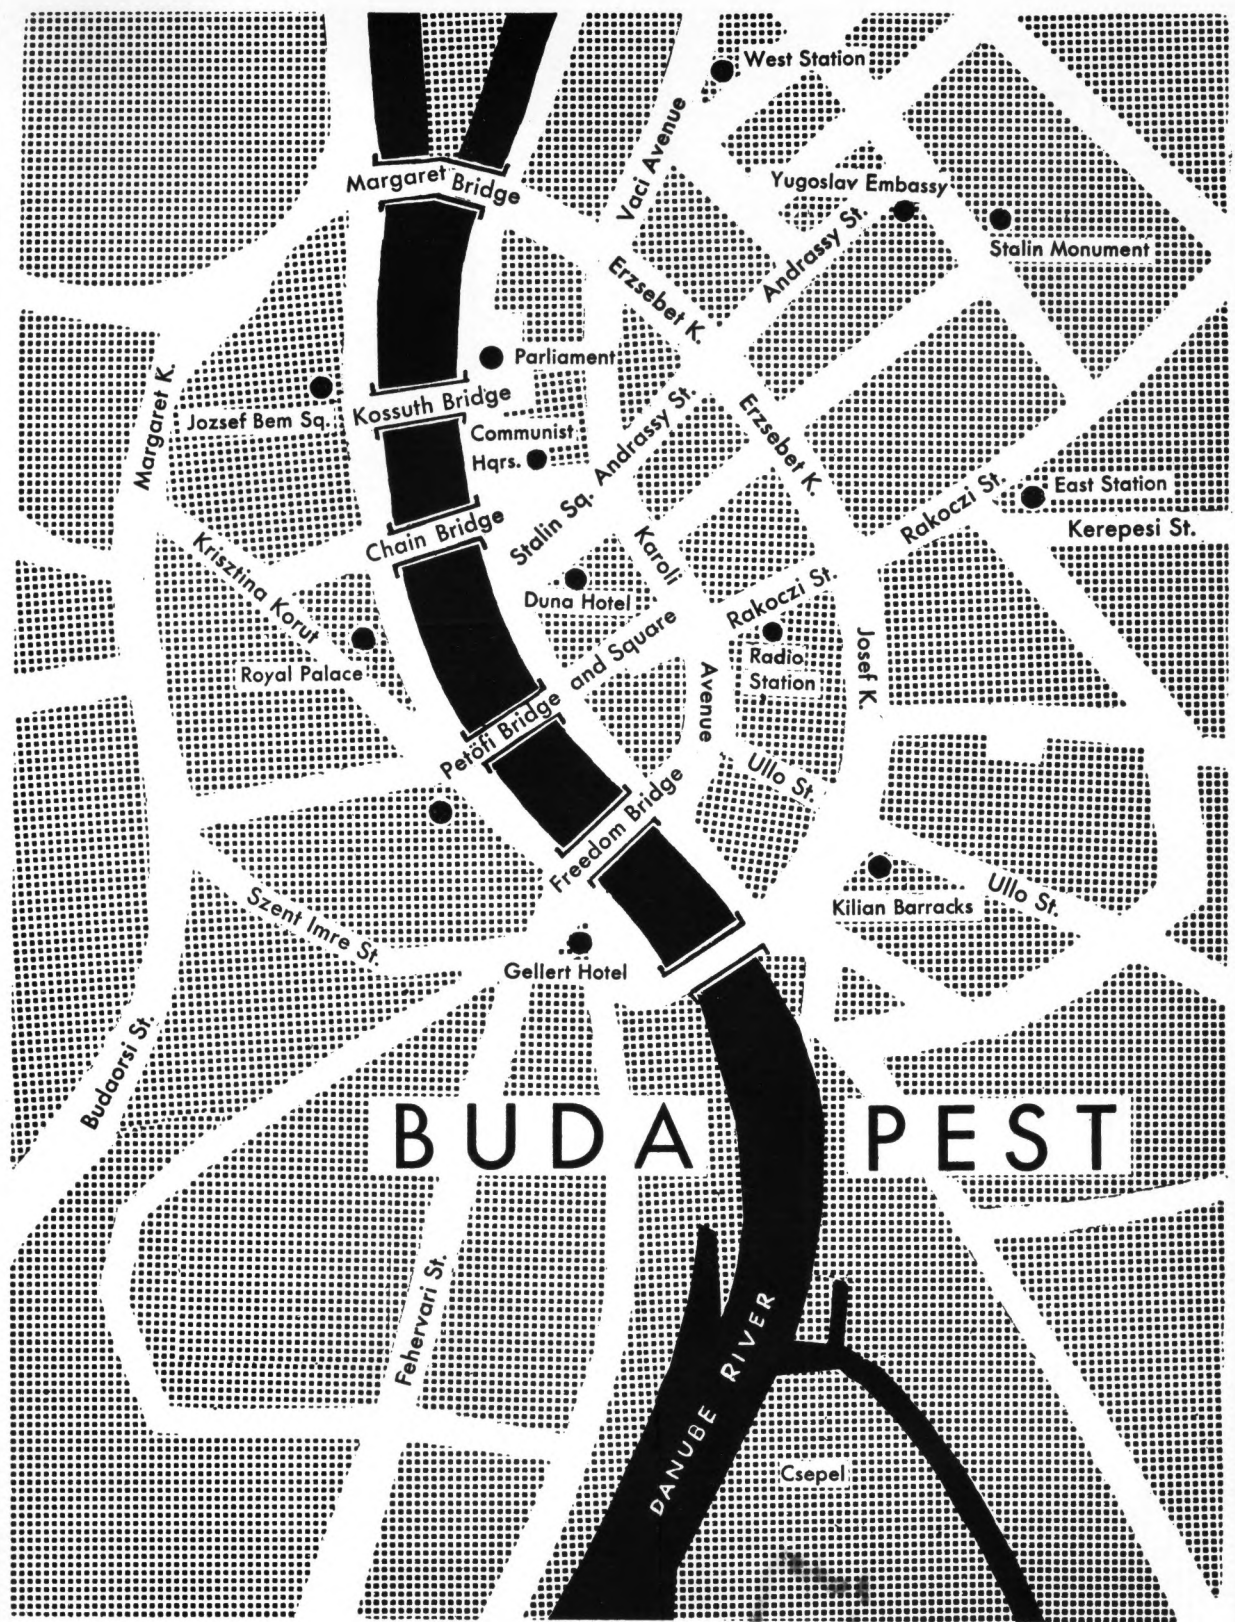 West Station
Vaci Avenue
Margaret Bridge
Yugoslav Embassy
Andrassy St.
Stalin Monument
Erzsebet K.
Parliament
Margaret K.
Jozsef Bem Sq.
Kossuth Bridge
Communist
Hqrs.
Andrassy St.
Erzsebet K.
Stalin Sq.
Rakoczi St.
East Station
Kerepesi St.
Chain Bridge
Krisztina Korut
Karoli
Duna Hotel
Rakoczi St.
Royal Palace
Petöfi Bridge and Square
Radio
Station
Josef K.
Avenue
Ullo St.
Freedom Bridge
Kilian Barracks
Ullo St.
Szent Imre St.
Gellert Hotel
Budaorsi St.
BUDA PEST
Fehervari St.
DANUBE RIVER
Csepel